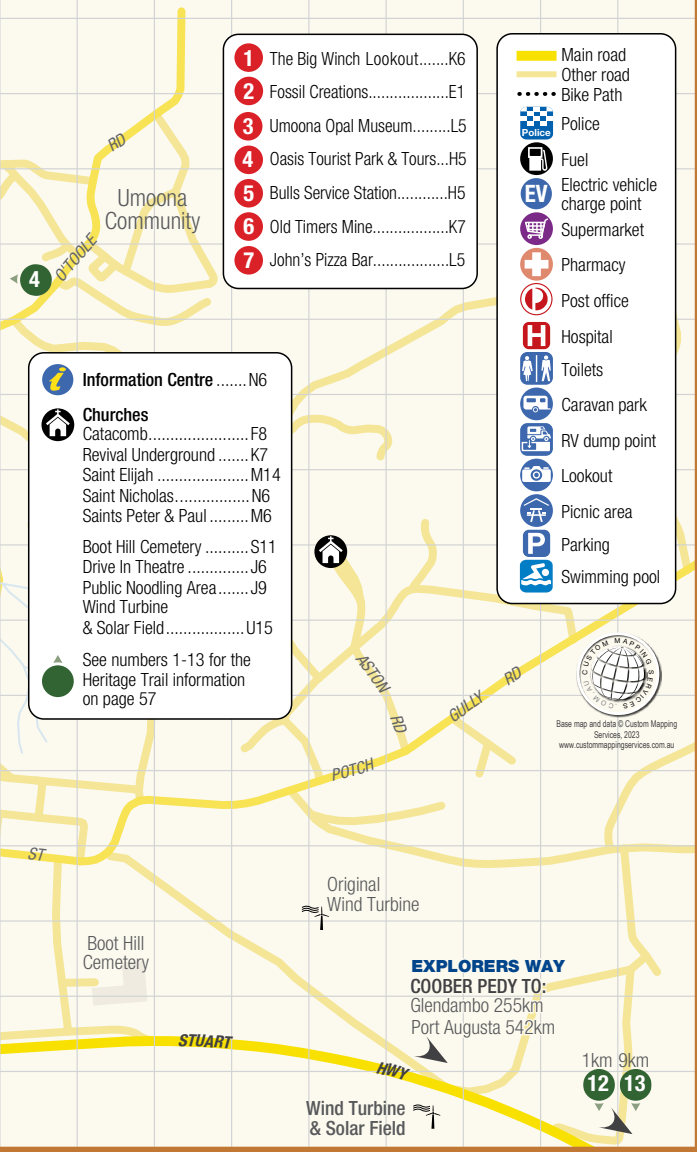 1 The Big Winch Lookout.......K6
2 Fossil Creations...................E1
3 Umoona Opal Museum.........L5
4 Oasis Tourist Park & Tours...H5
5 Bulls Service Station............H5
6 Old Timers Mine..................K7
7 John's Pizza Bar..................L5
Main road
Other road
Bike Path
Police Police
Fuel
EV Electric vehicle
charge point
Supermarket
Pharmacy
Post office
H Hospital
Toilets
Caravan park
RV dump point
Lookout
Picnic area
P Parking
Swimming pool
RD
Umoona
Community
O'TOOLE
4
i Information Centre .......N6
Churches
Catacomb.......................F8
Revival Underground .......K7
Saint Elijah .....................M14
Saint Nicholas.................N6
Saints Peter & Paul .........M6
Boot Hill Cemetery ..........S11
Drive In Theatre ..............J6
Public Noodling Area .......J9
Wind Turbine
& Solar Field..................U15
See numbers 1-13 for the
Heritage Trail information
on page 57
ASTON RD
POTCH GULLY RD
CUSTOM MAPPING SERVICES.COM.AU
Base map and data © Custom Mapping
Services, 2023
www.custommappingservices.com.au
ST
Original
Wind Turbine
Boot Hill
Cemetery
EXPLORERS WAY
COOBER PEDY TO:
Glendambo 255km
Port Augusta 542km
STUART HWY
1km 9km
12 13
Wind Turbine
& Solar Field